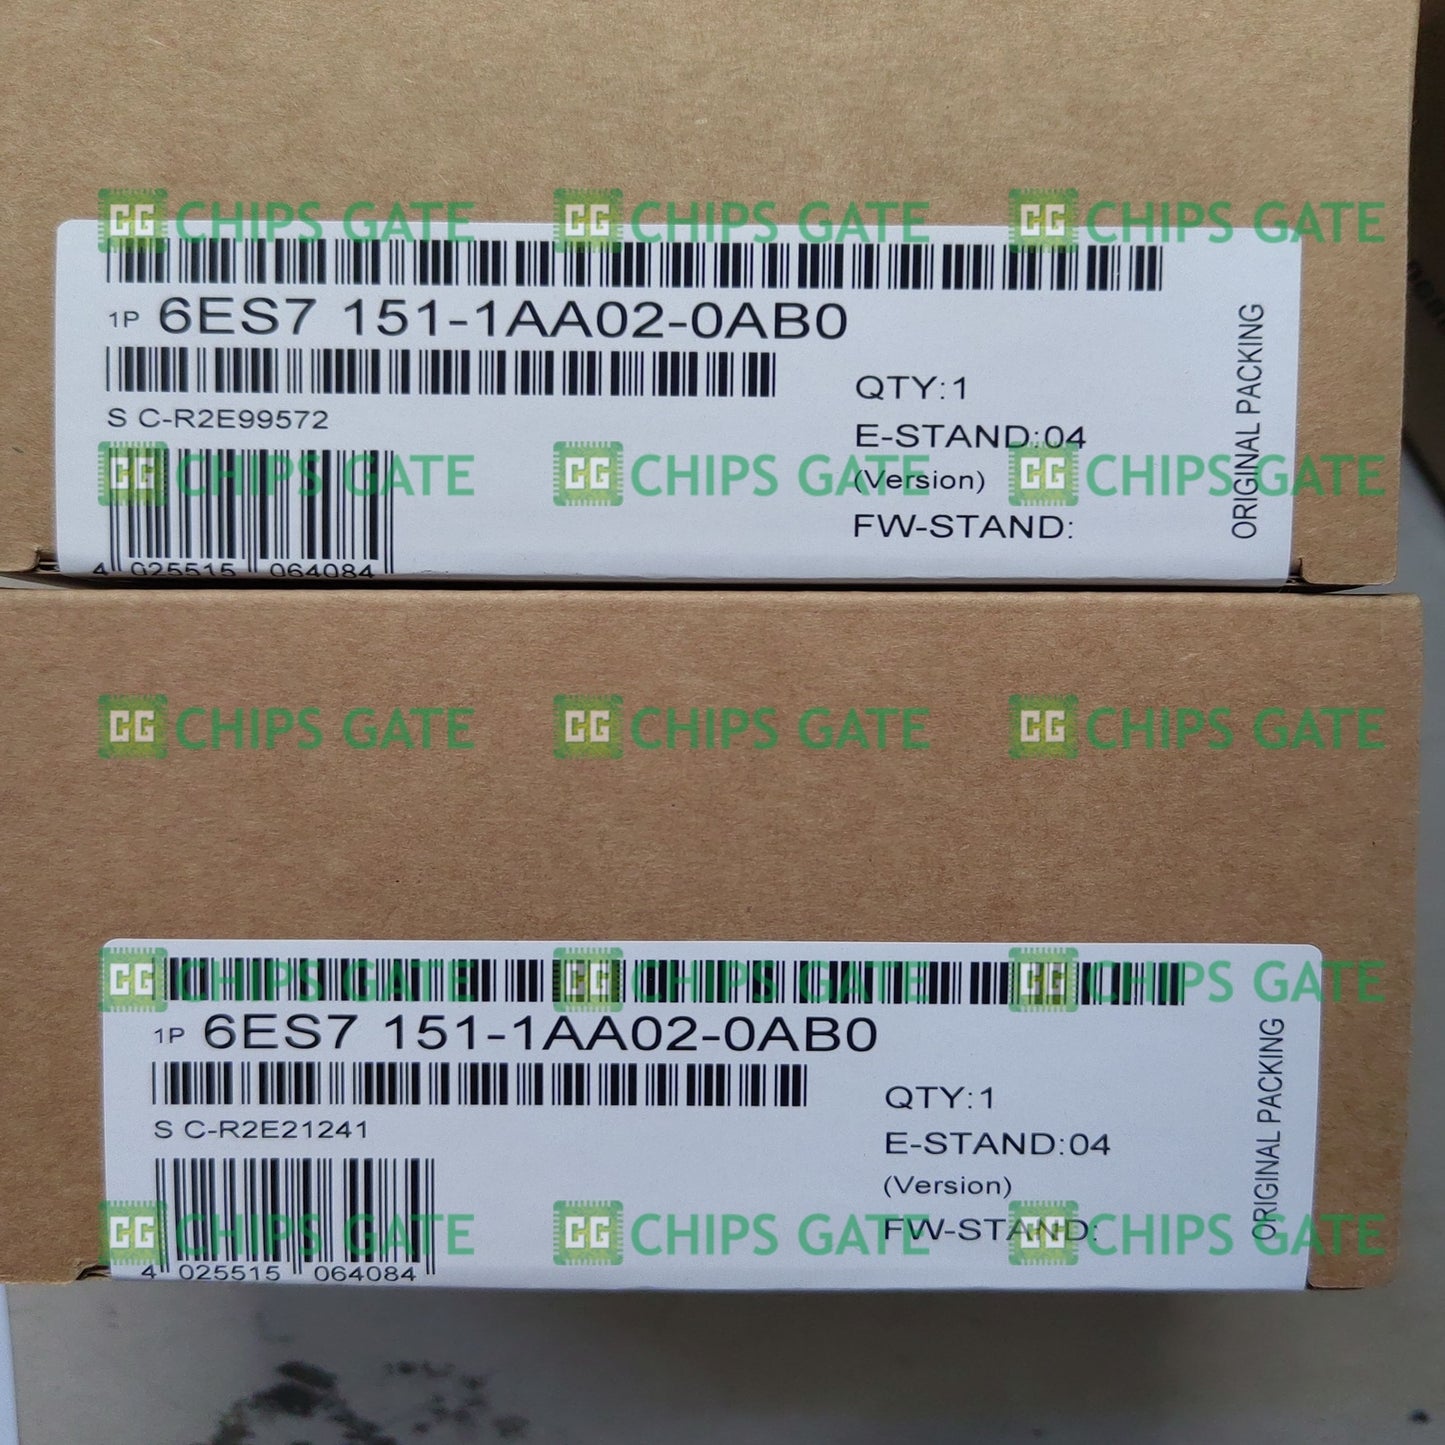 CG CHIPS GATE CG CHIPS GATE CG CHIPS GATE
1P 6ES7 151-1AA02-0AB0
S C-R2E99572
QTY:1
E-STAND:04
(Version)
FW-STAND:
ORIGINAL PACKING
CG CHIPS GATE CG CHIPS GATE CG CHIPS GATE
4 025515 064084
CG CHIPS GATE CG CHIPS GATE CG CHIPS GATE
CG CHIPS GATE CG CHIPS GATE CG CHIPS GATE
1P 6ES7 151-1AA02-0AB0
S C-R2E21241
QTY:1
E-STAND:04
(Version)
FW-STAND:
ORIGINAL PACKING
CG CHIPS GATE CG CHIPS GATE CG CHIPS GATE
4 025515 064084